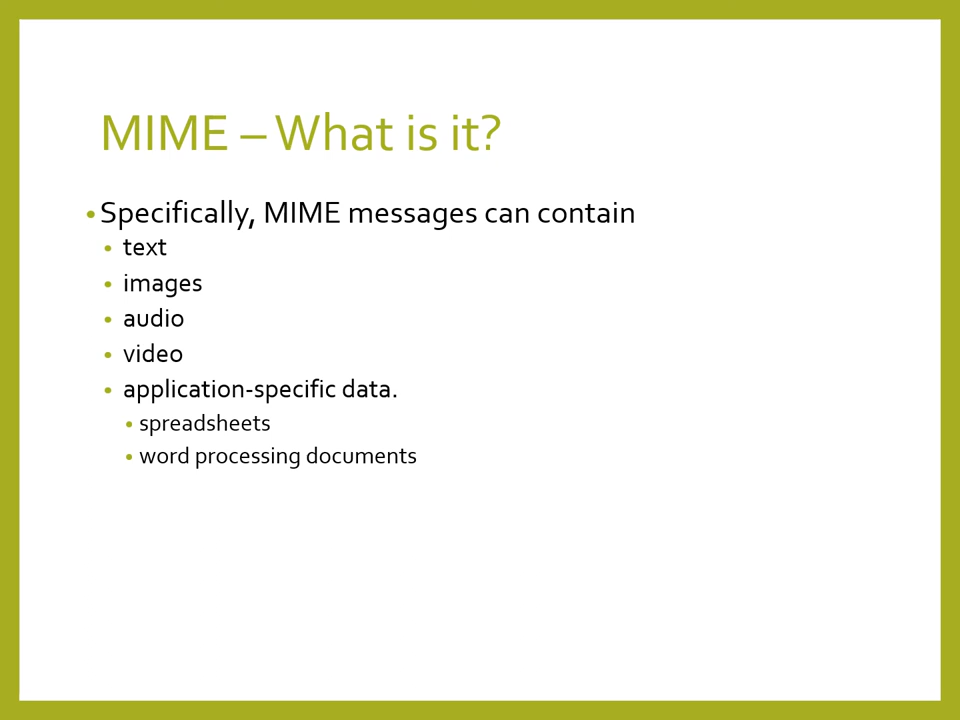 MIME – What is it?
• Specifically, MIME messages can contain
• text
• images
• audio
• video
• application-specific data.
• spreadsheets
• word processing documents